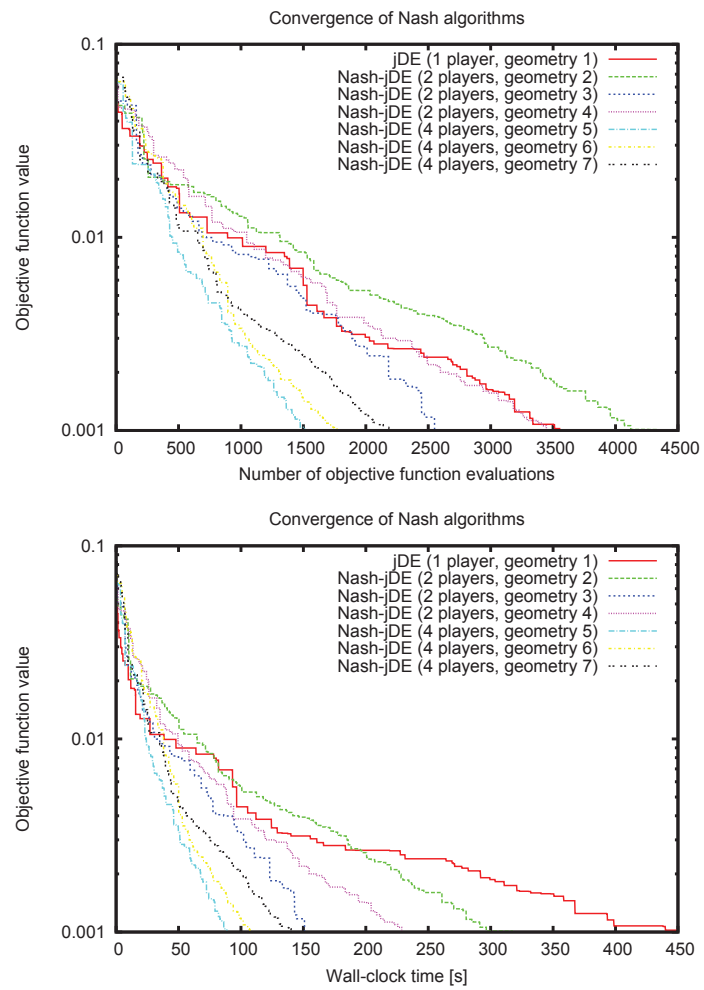 Convergence of Nash algorithms
0.1
0.01
0.001
Objective function value
jDE (1 player, geometry 1)
Nash-jDE (2 players, geometry 2)
Nash-jDE (2 players, geometry 3)
Nash-jDE (2 players, geometry 4)
Nash-jDE (4 players, geometry 5)
Nash-jDE (4 players, geometry 6)
Nash-jDE (4 players, geometry 7)
0 500 1000 1500 2000 2500 3000 3500 4000 4500
Number of objective function evaluations
Convergence of Nash algorithms
0.1
0.01
0.001
Objective function value
jDE (1 player, geometry 1)
Nash-jDE (2 players, geometry 2)
Nash-jDE (2 players, geometry 3)
Nash-jDE (2 players, geometry 4)
Nash-jDE (4 players, geometry 5)
Nash-jDE (4 players, geometry 6)
Nash-jDE (4 players, geometry 7)
0 50 100 150 200 250 300 350 400 450
Wall-clock time [s]